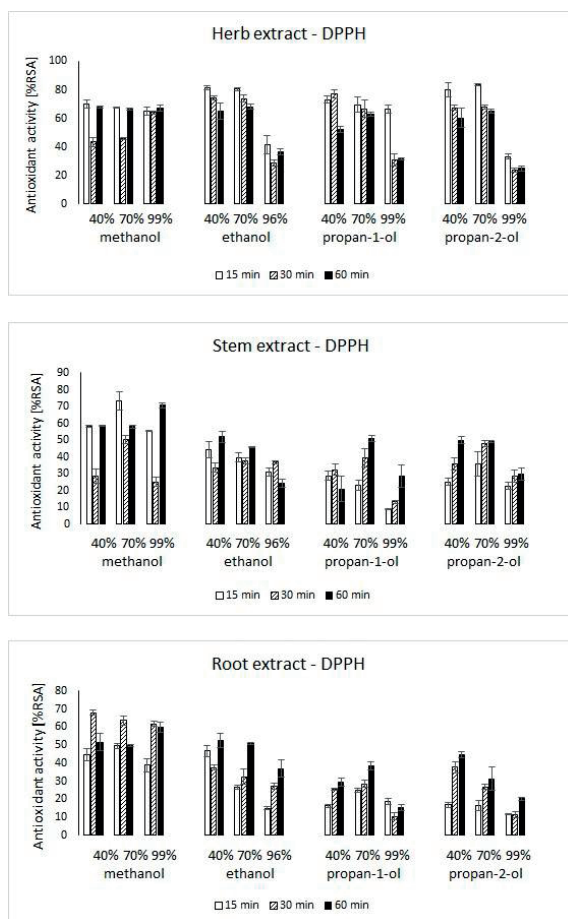 Herb extract - DPPH
Antioxidant activity [%RSA]
100
80
60
40
20
0
40% 70% 99% 40% 70% 96% 40% 70% 99% 40% 70% 99%
methanol ethanol propan-1-ol propan-2-ol
15 min 30 min 60 min
Stem extract - DPPH
Antioxidant activity [%RSA]
90
80
70
60
50
40
30
20
10
0
40% 70% 99% 40% 70% 96% 40% 70% 99% 40% 70% 99%
methanol ethanol propan-1-ol propan-2-ol
15 min 30 min 60 min
Root extract - DPPH
Antioxidant activity [%RSA]
80
70
60
50
40
30
20
10
0
40% 70% 99% 40% 70% 96% 40% 70% 99% 40% 70% 99%
methanol ethanol propan-1-ol propan-2-ol
15 min 30 min 60 min